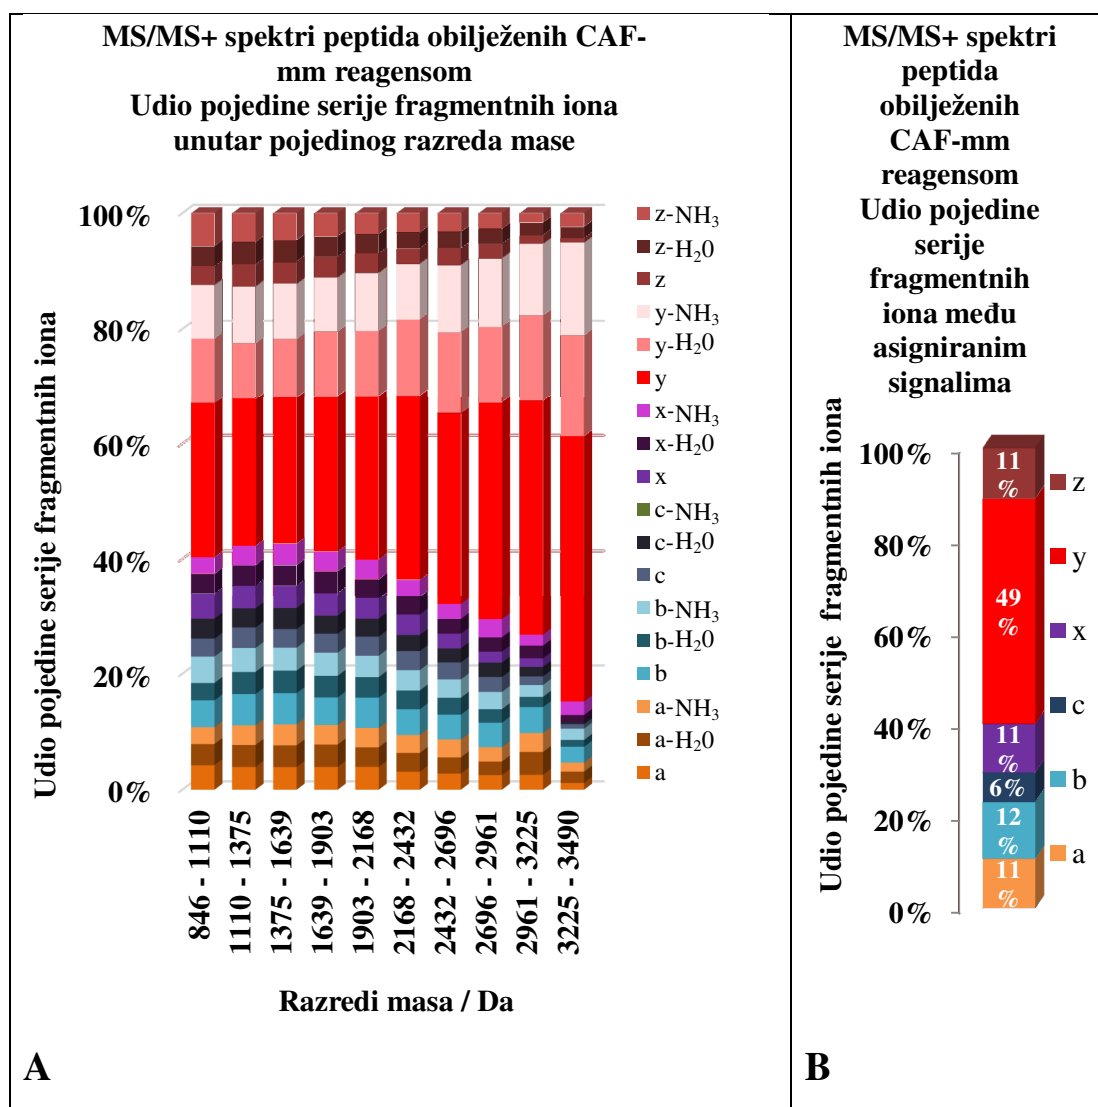 MS/MS+ spektri peptida obilježenih CAF-
mm reagensom
Udio pojedine serije fragmentnih iona
unutar pojedinog razreda mase
Udio pojedine serije fragmentnih iona
100%
80%
60%
40%
20%
0%
846 - 1110
1110 - 1375
1375 - 1639
1639 - 1903
1903 - 2168
2168 - 2432
2432 - 2696
2696 - 2961
2961 - 3225
3225 - 3490
Razredi masa / Da
z-NH₃
z-H₂0
z
y-NH₃
y-H₂0
y
x-NH₃
x-H₂0
x
c-NH₃
c-H₂0
c
b-NH₃
b-H₂0
b
a-NH₃
a-H₂0
a
A
MS/MS+ spektri
peptida
obilježenih
CAF-mm
reagensom
Udio pojedine
serije
fragmentnih
iona među
asigniranim
signalima
Udio pojedine serije fragmentnih iona
100%
80%
60%
40%
20%
0%
11
%
49
%
11
%
6%
12
%
11
%
z
y
x
c
b
a
B